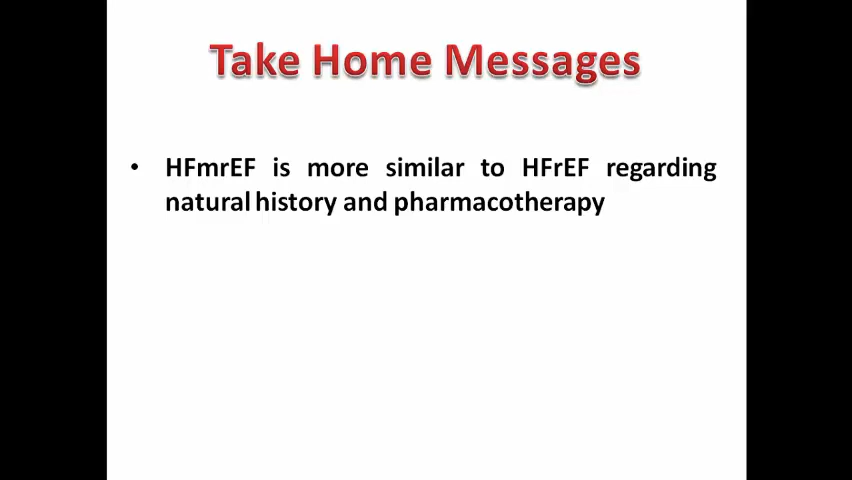 Take Home Messages
• HFmrEF is more similar to HFrEF regarding
natural history and pharmacotherapy